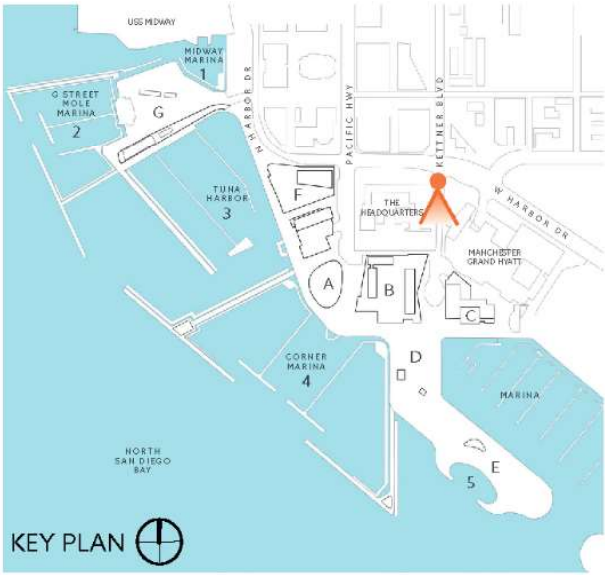 USS MIDWAY
MIDWAY
MARINA
1
G STREET
MOLE
MARINA
2
G
N HARBOR DR
PACIFIC HWY
KETTNER BLVD
TUNA
HARBOR
3
F
THE
HEADQUARTERS
W HARBOR DR
MANCHESTER
GRAND HYATT
A
B
C
CORNER
MARINA
4
D
MARINA
NORTH
SAN DIEGO
BAY
E
5
KEY PLAN